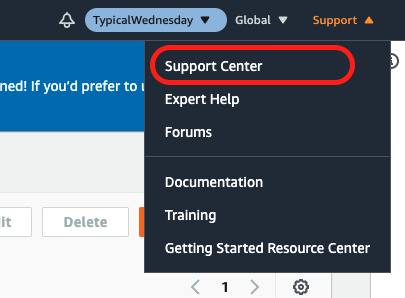 TypicalWednesday Global Support
Support Center
ned! If you'd prefer to
Expert Help
Forums
Documentation
Delete
Training
Getting Started Resource Center
1